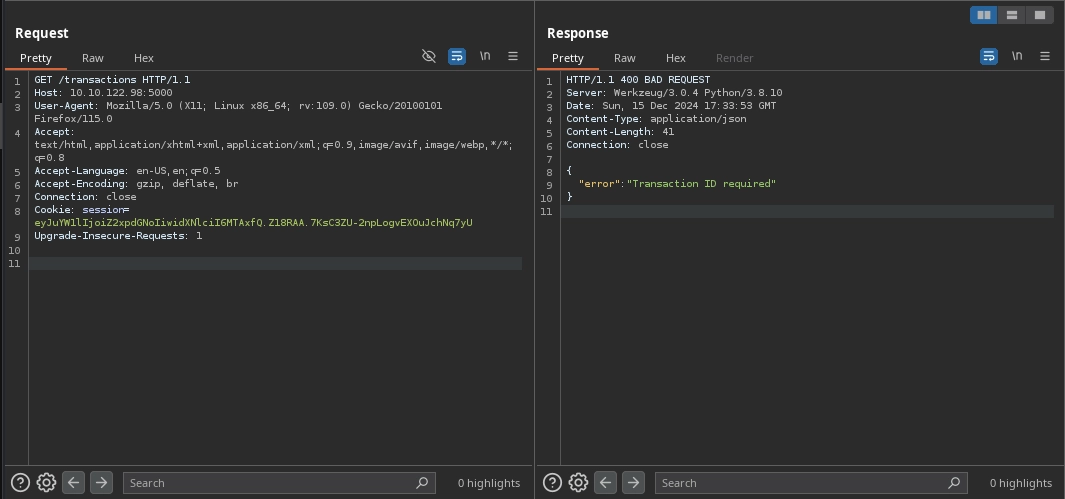 Request
Pretty Raw Hex \n
1 GET /transactions HTTP/1.1
2 Host: 10.10.122.98:5000
3 User-Agent: Mozilla/5.0 (X11; Linux x86_64; rv:109.0) Gecko/20100101
Firefox/115.0
4 Accept:
text/html,application/xhtml+xml,application/xml;q=0.9,image/avif,image/webp,*/*;
q=0.8
5 Accept-Language: en-US,en;q=0.5
6 Accept-Encoding: gzip, deflate, br
7 Connection: close
8 Cookie: session=
eyJuYW1lIjoiZ2xpdGNoIiwidXNlciI6MTAxfQ.Z18RAA.7KsC3ZU-2npLogvEXOuJchNq7yU
9 Upgrade-Insecure-Requests: 1
10
11
Search 0 highlights
Response
Pretty Raw Hex Render \n
1 HTTP/1.1 400 BAD REQUEST
2 Server: Werkzeug/3.0.4 Python/3.8.10
3 Date: Sun, 15 Dec 2024 17:33:53 GMT
4 Content-Type: application/json
5 Content-Length: 41
6 Connection: close
7
8 {
9 "error":"Transaction ID required"
10 }
11
Search 0 highlights